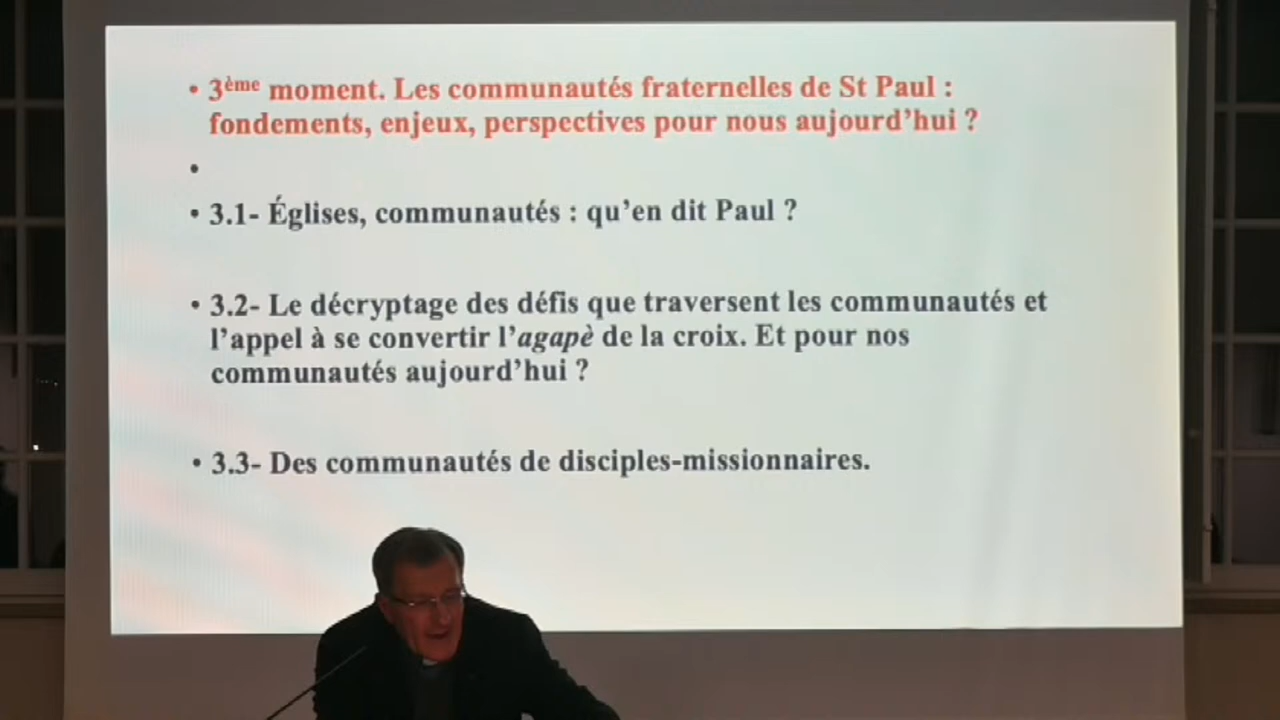 • 3ème moment. Les communautés fraternelles de St Paul :
fondements, enjeux, perspectives pour nous aujourd’hui ?
•
• 3.1- Églises, communautés : qu’en dit Paul ?
• 3.2- Le décryptage des défis que traversent les communautés et
l’appel à se convertir l’agapè de la croix. Et pour nos
communautés aujourd’hui ?
• 3.3- Des communautés de disciples-missionnaires.